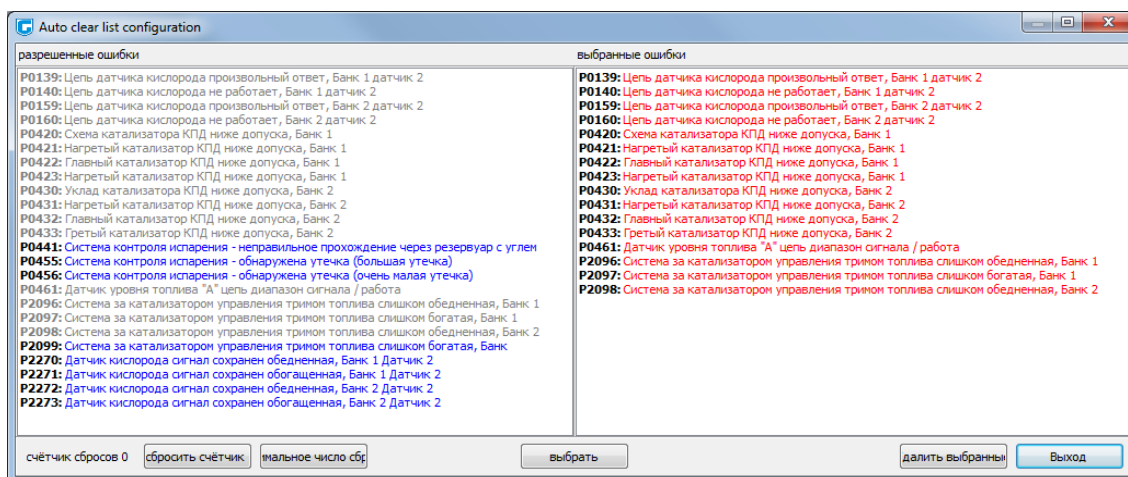 Auto clear list configuration
разрешенные ошибки
P0139: Цепь датчика кислорода произвольный ответ, Банк 1 датчик 2
P0140: Цепь датчика кислорода не работает, Банк 1 датчик 2
P0159: Цепь датчика кислорода произвольный ответ, Банк 2 датчик 2
P0160: Цепь датчика кислорода не работает, Банк 2 датчик 2
P0420: Схема катализатора КПД ниже допуска, Банк 1
P0421: Нагретый катализатор КПД ниже допуска, Банк 1
P0422: Главный катализатор КПД ниже допуска, Банк 1
P0423: Нагретый катализатор КПД ниже допуска, Банк 1
P0430: Уклад катализатора КПД ниже допуска, Банк 2
P0431: Нагретый катализатор КПД ниже допуска, Банк 2
P0432: Главный катализатор КПД ниже допуска, Банк 2
P0433: Гретый катализатор КПД ниже допуска, Банк 2
P0441: Система контроля испарения - неправильное прохождение через резервуар с углем
P0455: Система контроля испарения - обнаружена утечка (большая утечка)
P0456: Система контроля испарения - обнаружена утечка (очень малая утечка)
P0461: Датчик уровня топлива "А" цепь диапазон сигнала / работа
P2096: Система за катализатором управления тримом топлива слишком обедненная, Банк 1
P2097: Система за катализатором управления тримом топлива слишком богатая, Банк 1
P2098: Система за катализатором управления тримом топлива слишком обедненная, Банк 2
P2099: Система за катализатором управления тримом топлива слишком богатая, Банк
P2270: Датчик кислорода сигнал сохранен обедненная, Банк 1 Датчик 2
P2271: Датчик кислорода сигнал сохранен обогащенная, Банк 1 Датчик 2
P2272: Датчик кислорода сигнал сохранен обедненная, Банк 2 Датчик 2
P2273: Датчик кислорода сигнал сохранен обогащенная, Банк 2 Датчик 2
выбранные ошибки
P0139: Цепь датчика кислорода произвольный ответ, Банк 1 датчик 2
P0140: Цепь датчика кислорода не работает, Банк 1 датчик 2
P0159: Цепь датчика кислорода произвольный ответ, Банк 2 датчик 2
P0160: Цепь датчика кислорода не работает, Банк 2 датчик 2
P0420: Схема катализатора КПД ниже допуска, Банк 1
P0421: Нагретый катализатор КПД ниже допуска, Банк 1
P0422: Главный катализатор КПД ниже допуска, Банк 1
P0423: Нагретый катализатор КПД ниже допуска, Банк 1
P0430: Уклад катализатора КПД ниже допуска, Банк 2
P0431: Нагретый катализатор КПД ниже допуска, Банк 2
P0432: Главный катализатор КПД ниже допуска, Банк 2
P0433: Гретый катализатор КПД ниже допуска, Банк 2
P0461: Датчик уровня топлива "А" цепь диапазон сигнала / работа
P2096: Система за катализатором управления тримом топлива слишком обедненная, Банк 1
P2097: Система за катализатором управления тримом топлива слишком богатая, Банк 1
P2098: Система за катализатором управления тримом топлива слишком обедненная, Банк 2
счётчик сбросов 0 сбросить счётчик мальное число сбр выбрать далить выбранны Выход